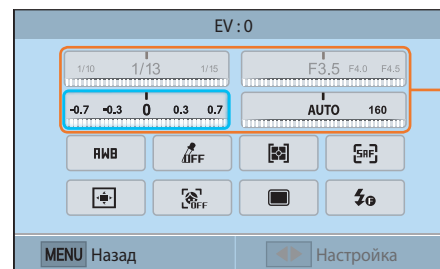 EV : 0
1/10 1/13 1/15 F3.5 F4.0 F4.5
-0.7 -0.3 0 0.3 0.7 AUTO 160
AWB OFF SAF
OFF
MENU Назад Настройка